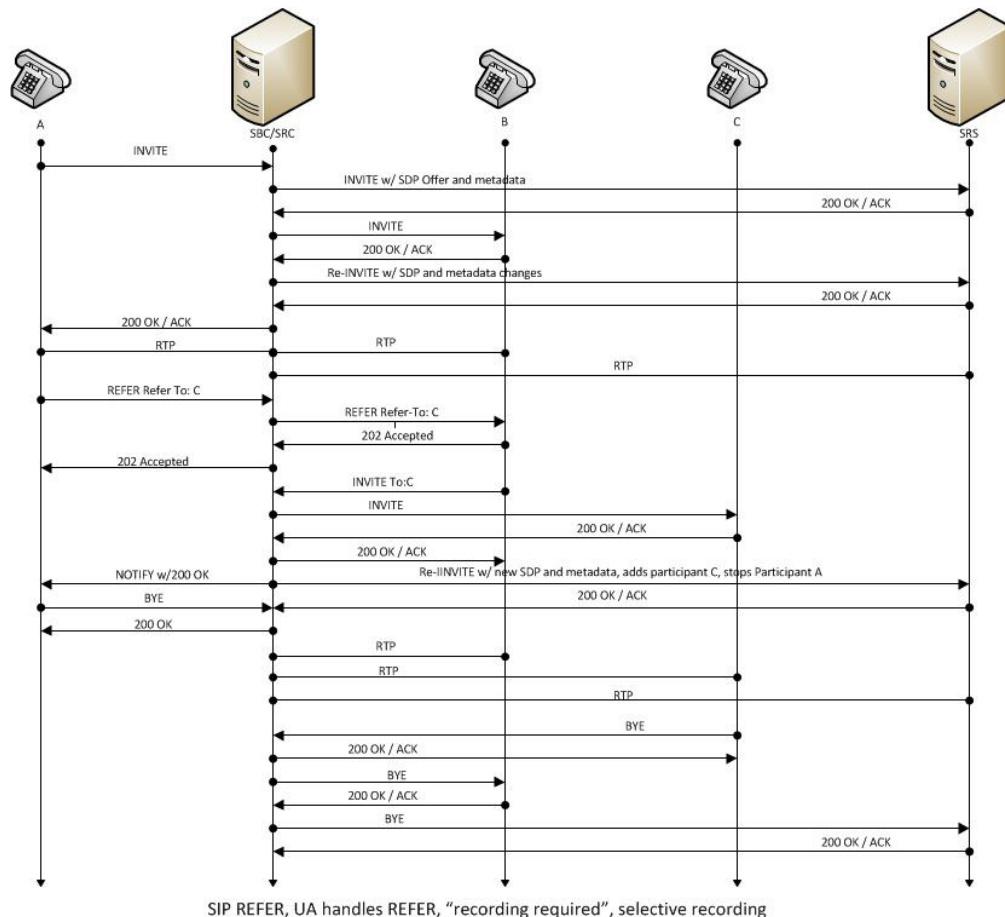 A
SBC/SRC
B
C
SRS
INVITE
INVITE w/ SDP Offer and metadata
200 OK / ACK
INVITE
200 OK / ACK
Re-INVITE w/ SDP and metadata changes
200 OK / ACK
200 OK / ACK
RTP
RTP
RTP
REFER Refer To: C
REFER Refer-To: C
202 Accepted
202 Accepted
INVITE To:C
INVITE
200 OK / ACK
200 OK / ACK
NOTIFY w/200 OK
Re-IINVITE w/ new SDP and metadata, adds participant C, stops Participant A
BYE
200 OK / ACK
200 OK
RTP
RTP
RTP
BYE
200 OK / ACK
BYE
200 OK / ACK
BYE
200 OK / ACK
SIP REFER, UA handles REFER, “recording required”, selective recording